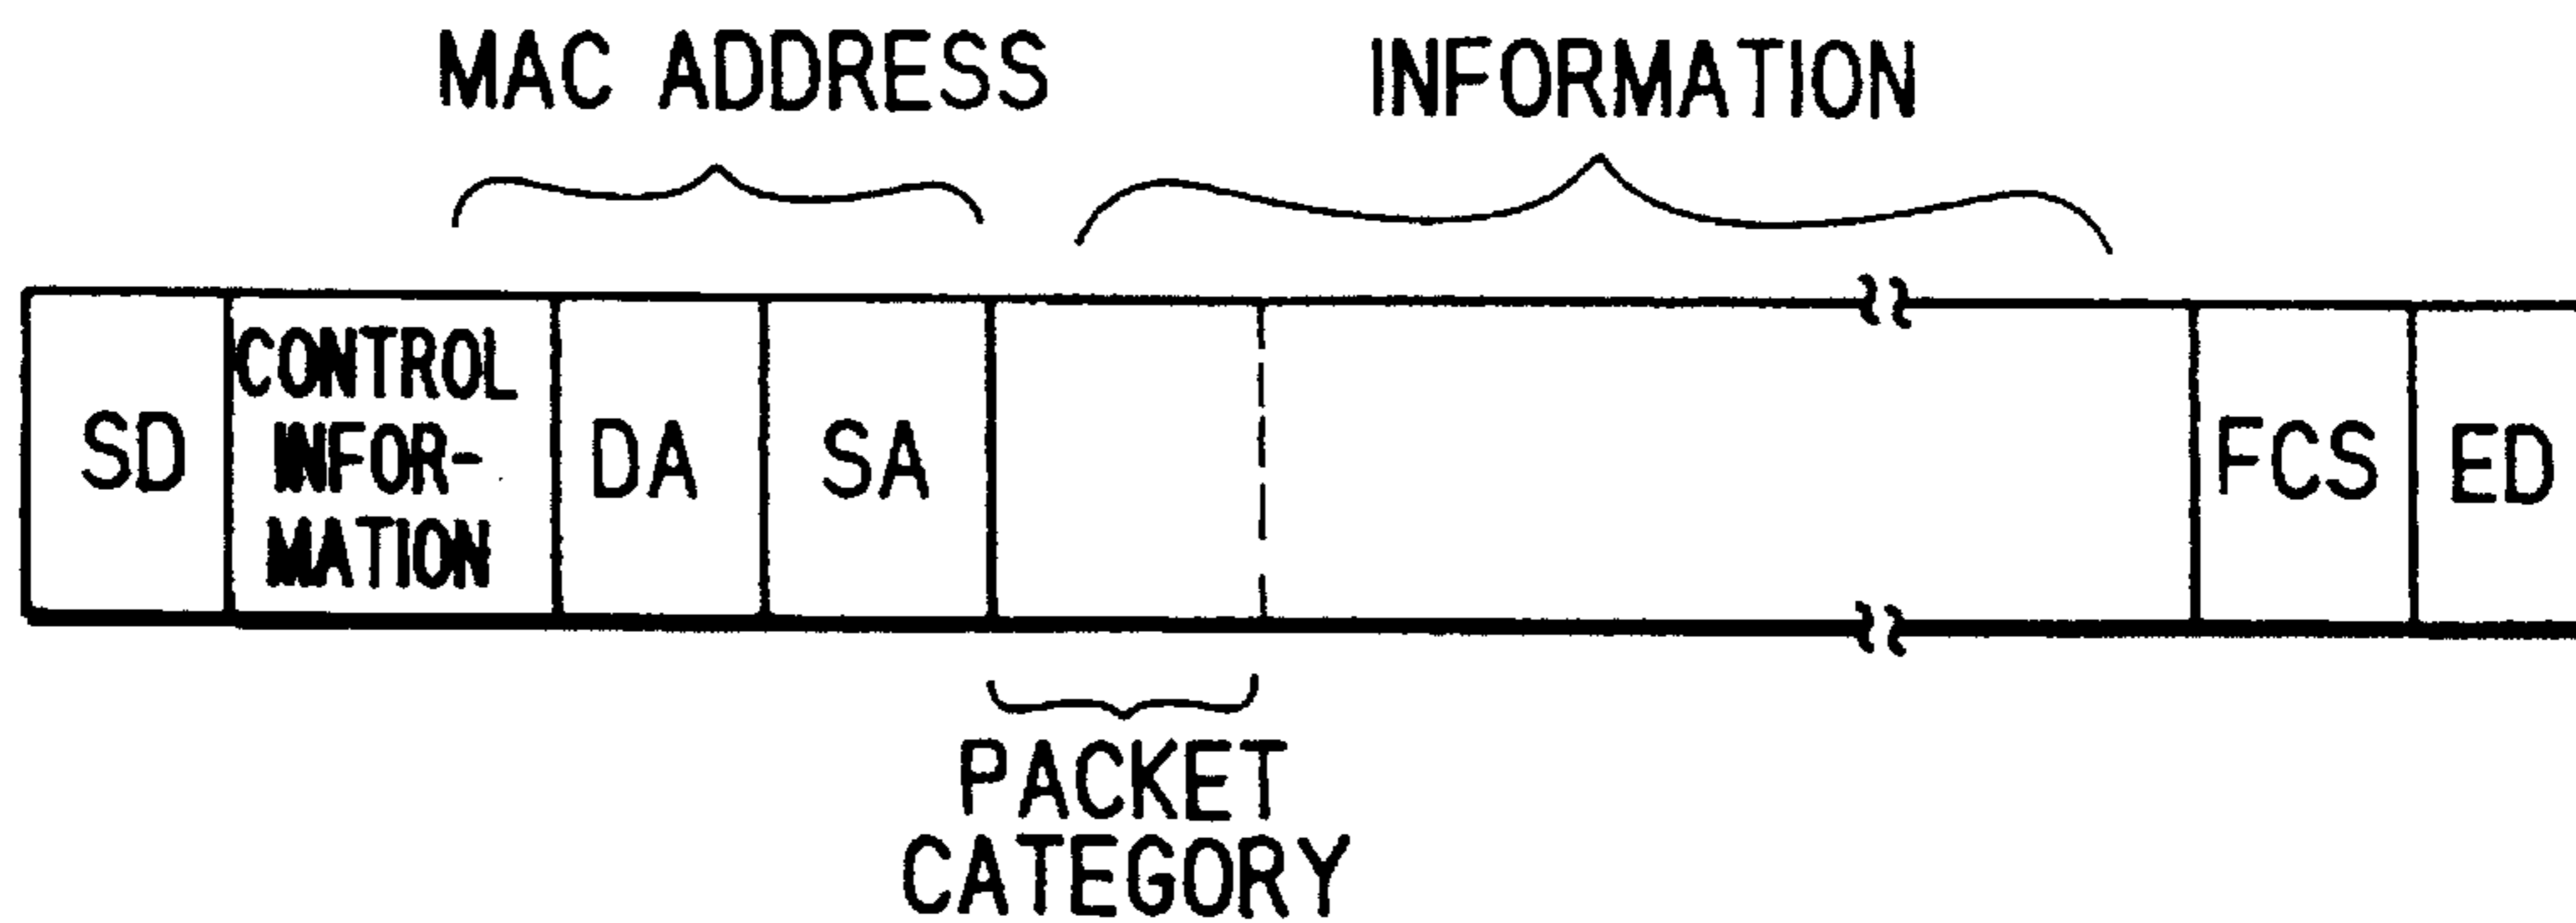 MAC ADDRESS
INFORMATION
SD
CONTROL
INFOR-
MATION
DA
SA
FCS
ED
PACKET
CATEGORY